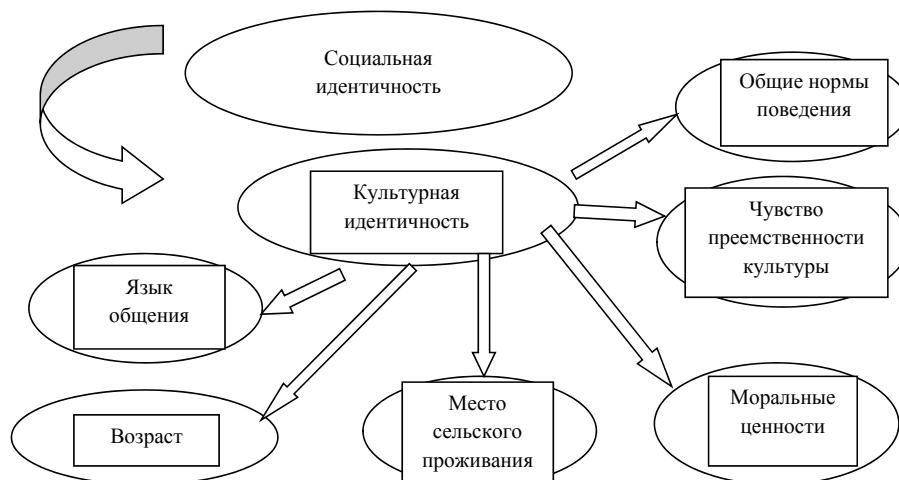 Социальная
идентичность
Общие нормы
поведения
Культурная
идентичность
Чувство
преемственности
культуры
Язык
общения
Возраст
Место
сельского
проживания
Моральные
ценности